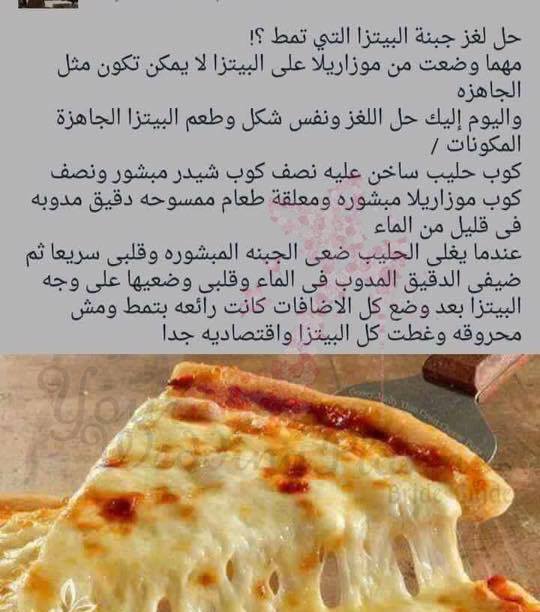 حل لغز جبنة البيتزا التي تمط ؟!
مهما وضعت من موزاريلا على البيتزا لا يمكن تكون مثل
الجاهزه
واليوم إليك حل اللغز ونفس شكل وطعم البيتزا الجاهزة
المكونات /
كوب حليب ساخن عليه نصف كوب شيدر مبشور ونصف
كوب موزاريلا مبشوره ومعلقة طعام ممسوحه دقيق مدوبه
فى قليل من الماء
عندما يغلى الحليب ضعى الجبنه المبشوره وقلبى سريعا ثم
ضيفى الدقيق المدوب فى الماء وقلبى وضعيها على وجه
البيتزا بعد وضع كل الاضافات كانت رائعه بتمط ومش
محروقه وغطت كل البيتزا واقتصاديه جدا